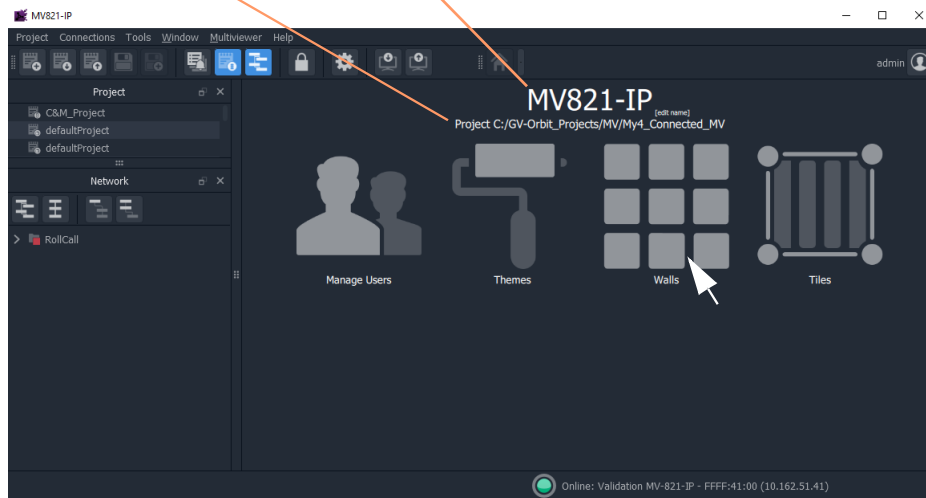 MV821-IP
Project Connections Tools Window Multiviewer Help
admin
Project
C&M_Project
defaultProject
defaultProject
Network
RollCall
MV821-IP
[edit name]
Project C:/GV-Orbit_Projects/MV/My4_Connected_MV
Manage Users
Themes
Walls
Tiles
Online: Validation MV-821-IP - FFFF:41:00 (10.162.51.41)